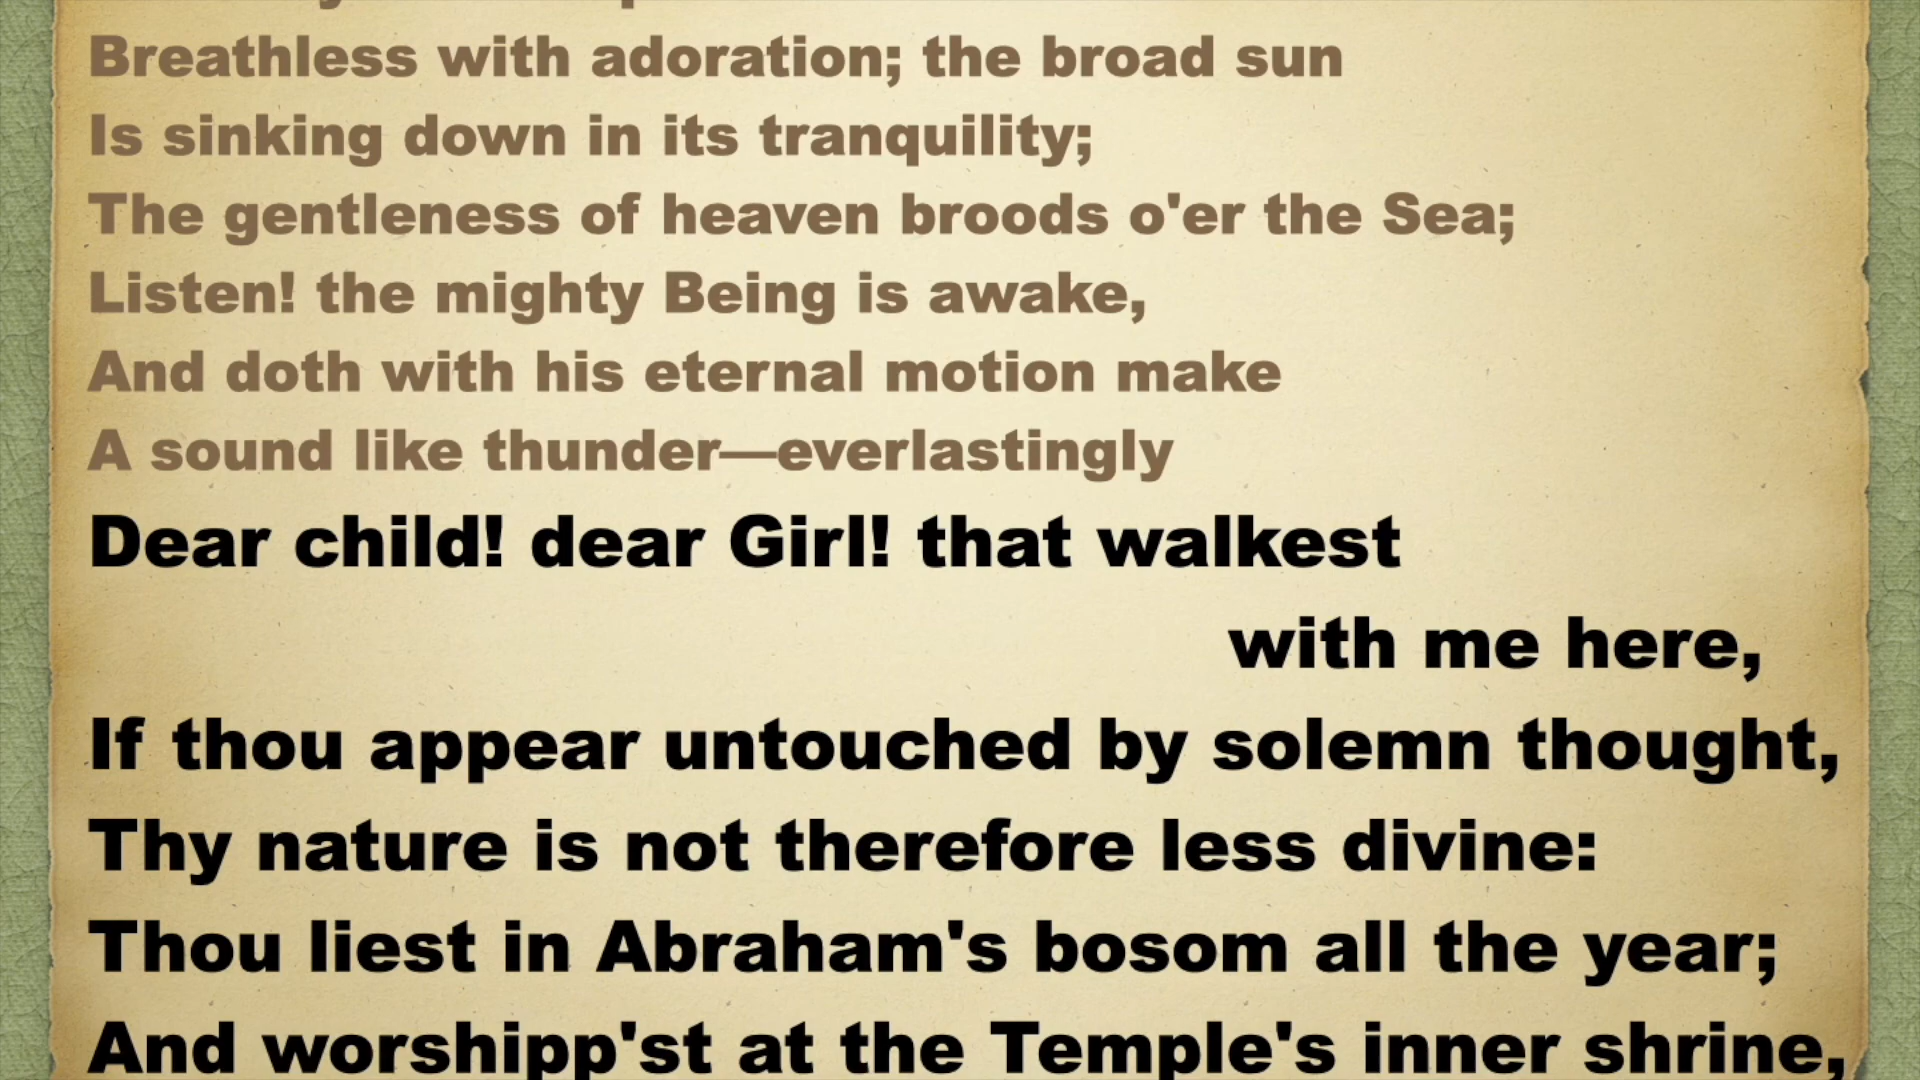 Breathless with adoration; the broad sun
Is sinking down in its tranquility;
The gentleness of heaven broods o'er the Sea;
Listen! the mighty Being is awake,
And doth with his eternal motion make
A sound like thunder—everlastingly
Dear child! dear Girl! that walkest
with me here,
If thou appear untouched by solemn thought,
Thy nature is not therefore less divine:
Thou liest in Abraham's bosom all the year;
And worshipp'st at the Temple's inner shrine,